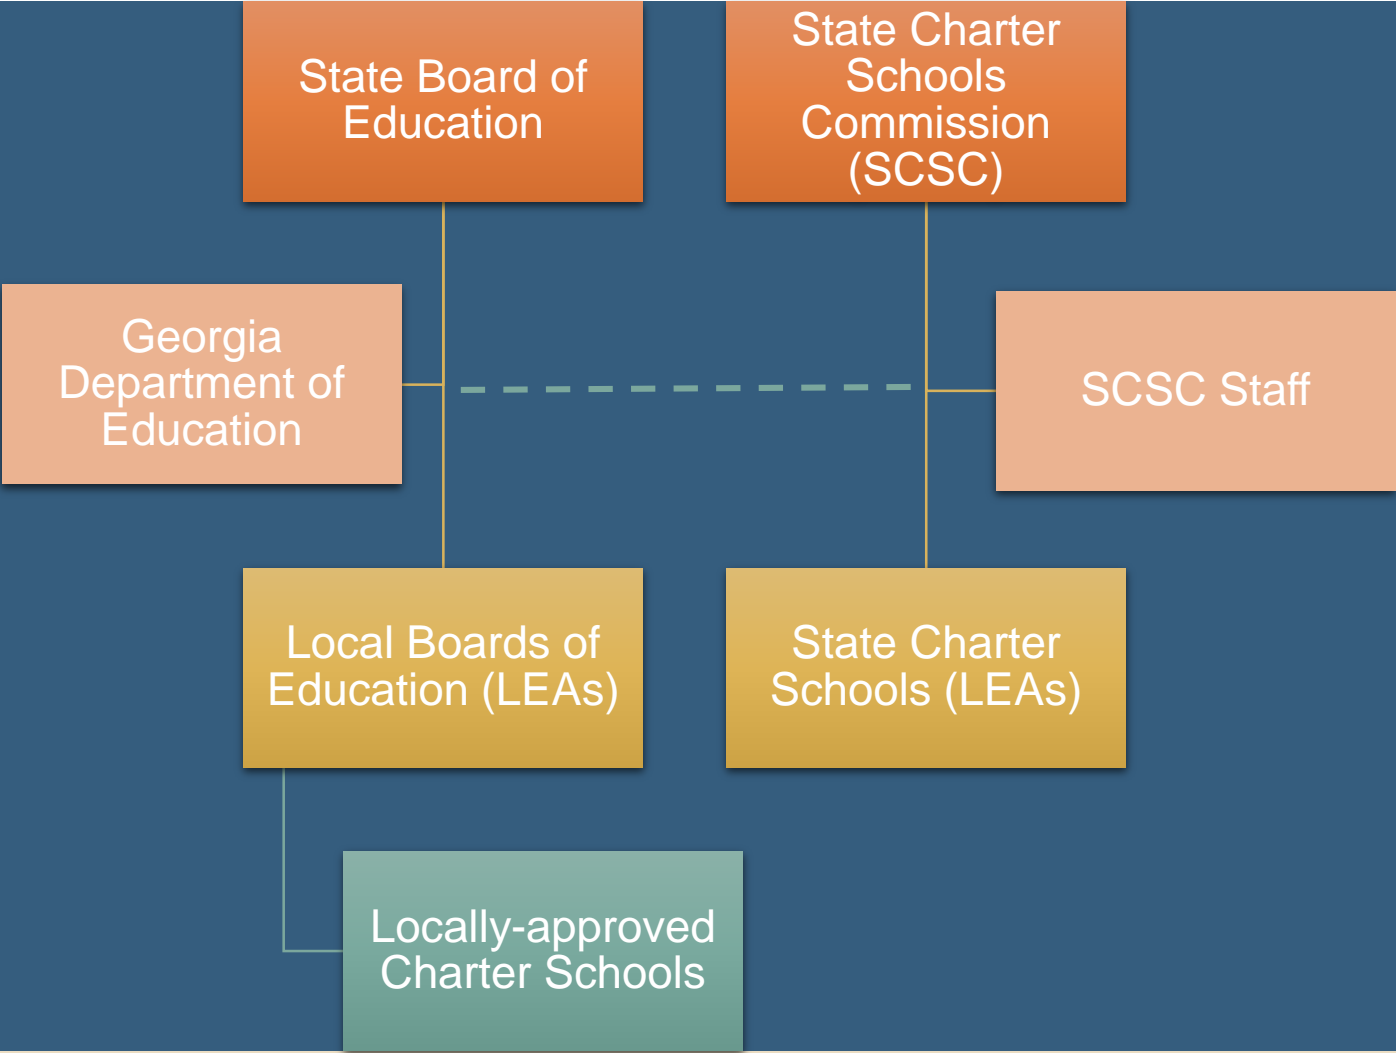 State Board of
Education
State Charter
Schools
Commission
(SCSC)
Georgia
Department of
Education
SCSC Staff
Local Boards of
Education (LEAs)
State Charter
Schools (LEAs)
Locally-approved
Charter Schools